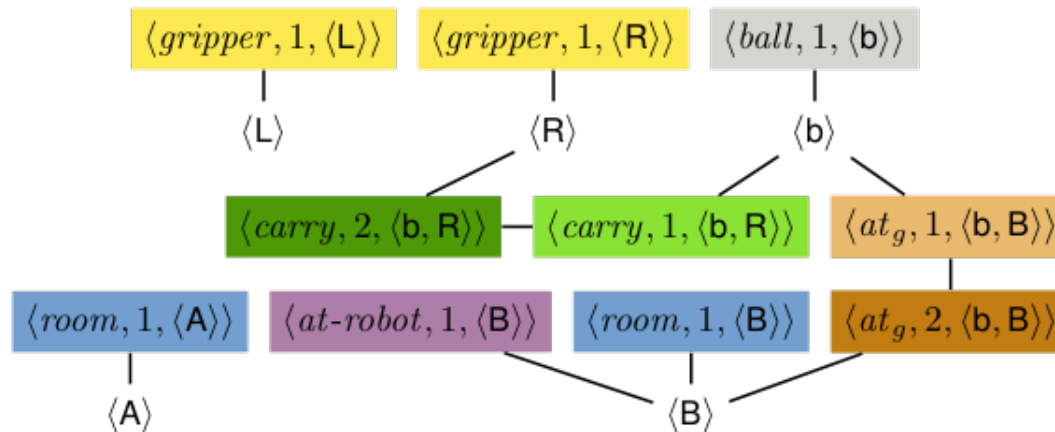 ⟨gripper, 1, ⟨L⟩⟩ ⟨gripper, 1, ⟨R⟩⟩ ⟨ball, 1, ⟨b⟩⟩
⟨L⟩ ⟨R⟩ ⟨b⟩
⟨carry, 2, ⟨b, R⟩⟩ ⟨carry, 1, ⟨b, R⟩⟩ ⟨at_g, 1, ⟨b, B⟩⟩
⟨room, 1, ⟨A⟩⟩ ⟨at-robot, 1, ⟨B⟩⟩ ⟨room, 1, ⟨B⟩⟩ ⟨at_g, 2, ⟨b, B⟩⟩
⟨A⟩ ⟨B⟩